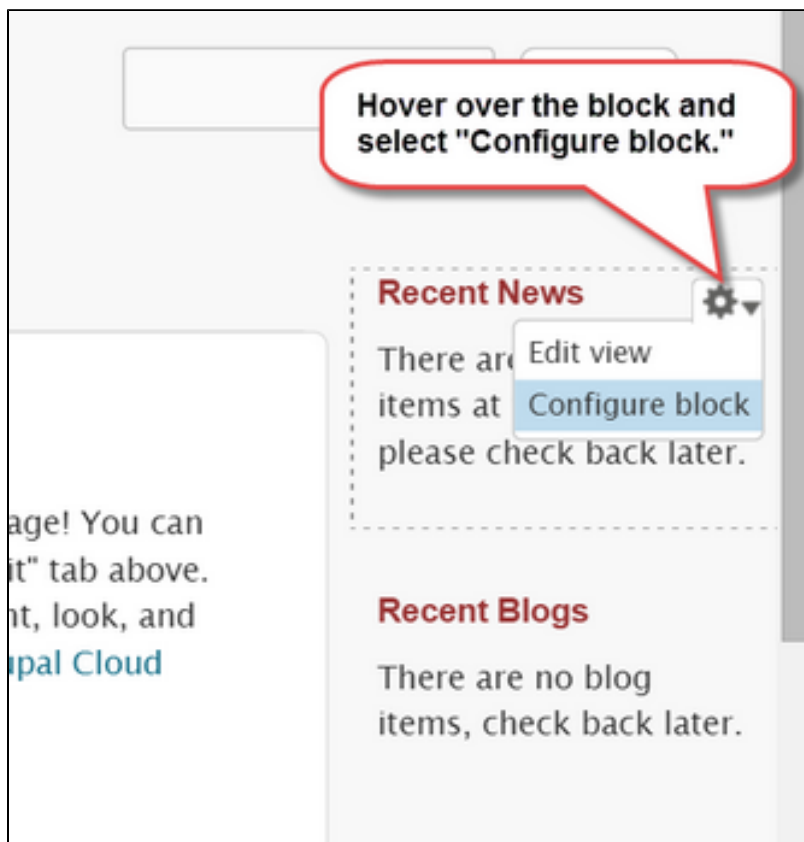 Hover over the block and
select "Configure block."
Recent News
There are
Edit view
items at
Configure block
please check back later.
age! You can
it" tab above.
nt, look, and
upal Cloud
Recent Blogs
There are no blog
items, check back later.